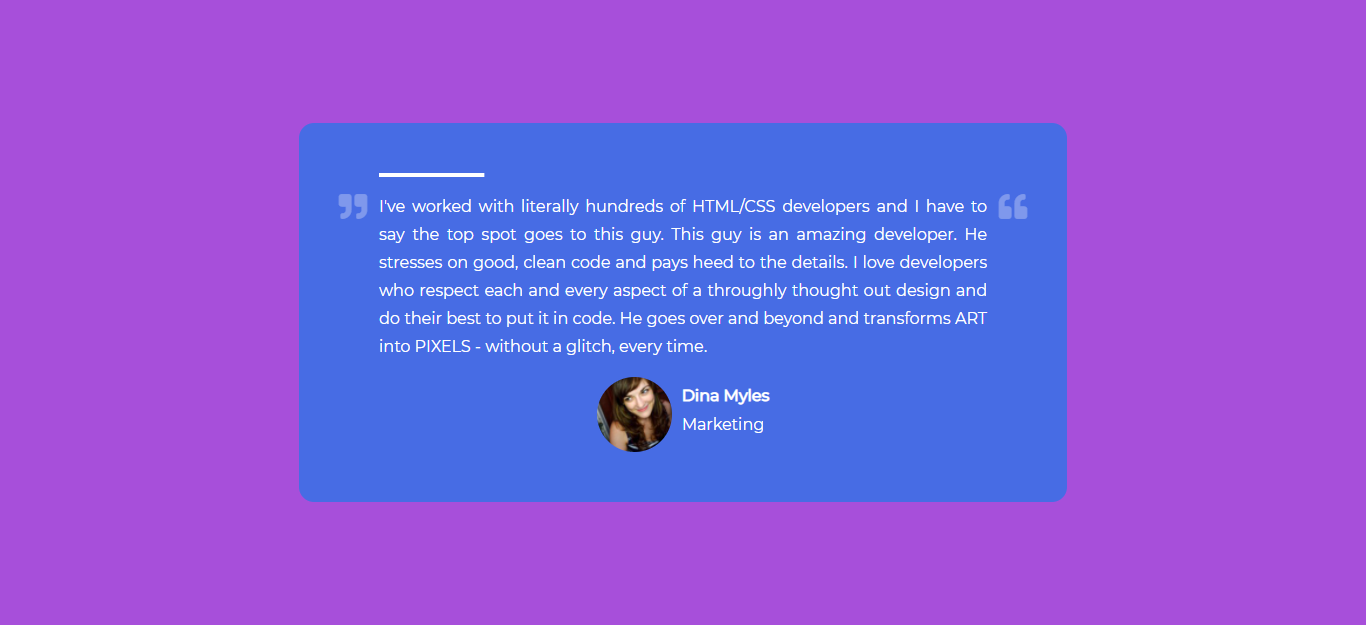 I've worked with literally hundreds of HTML/CSS developers and I have to
say the top spot goes to this guy. This guy is an amazing developer. He
stresses on good, clean code and pays heed to the details. I love developers
who respect each and every aspect of a throughly thought out design and
do their best to put it in code. He goes over and beyond and transforms ART
into PIXELS - without a glitch, every time.
Dina Myles
Marketing